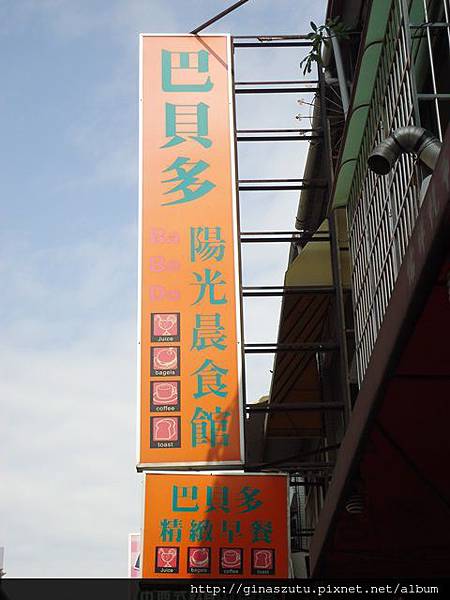 巴貝多
陽光晨食館
Ba
Be
Do
Juice
bagels
coffee
toast
巴貝多
精緻早餐
Juice
bagels
coffee
toast
http://ginaszutu.pixnet.net/album